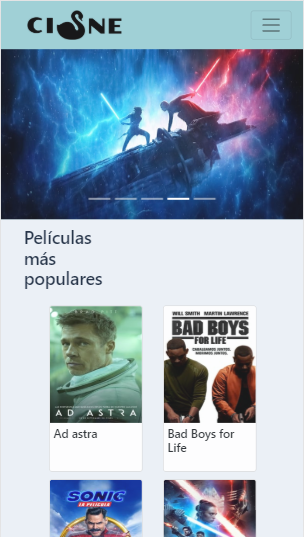 CISNE
Películas
más
populares
AD ASTRA
Ad astra
WILL SMITH MARTIN LAWRENCE
BAD BOYS
FOR LIFE
Bad Boys for
Life
SONIC
LA PELÍCULA